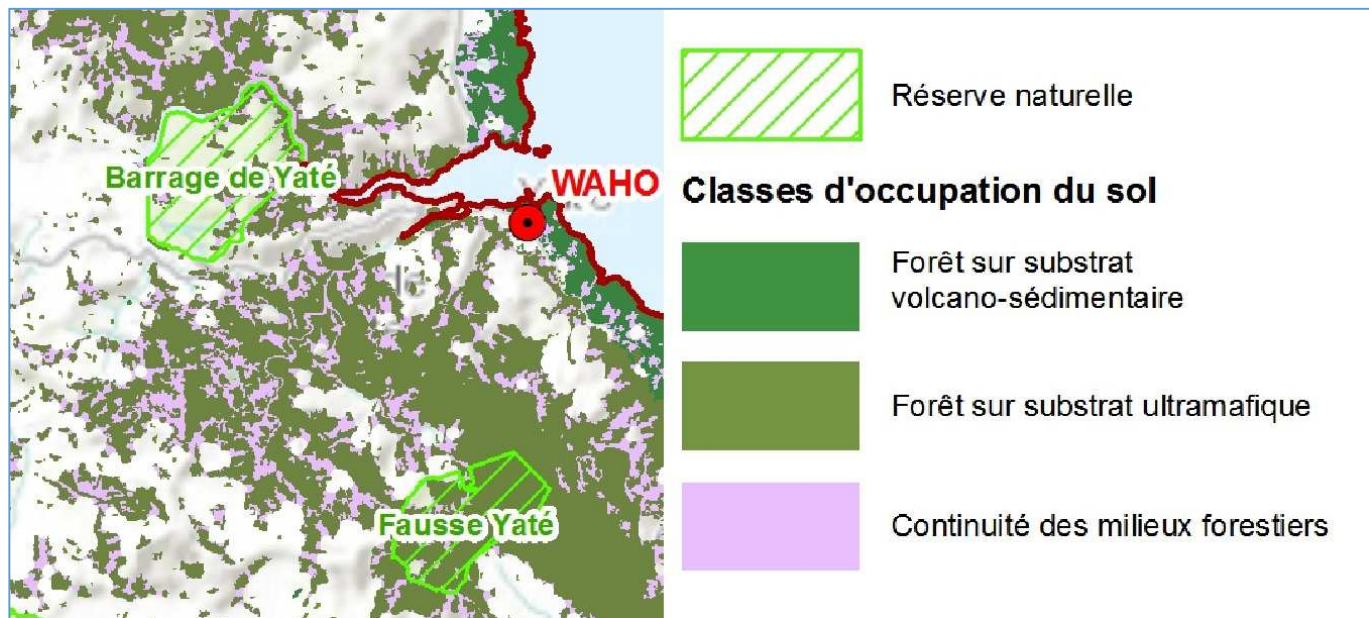 Barrage de Yaté
WAHO
Fausse Yaté
Réserve naturelle
Classes d'occupation du sol
Forêt sur substrat
volcano-sédimentaire
Forêt sur substrat ultramafique
Continuité des milieux forestiers